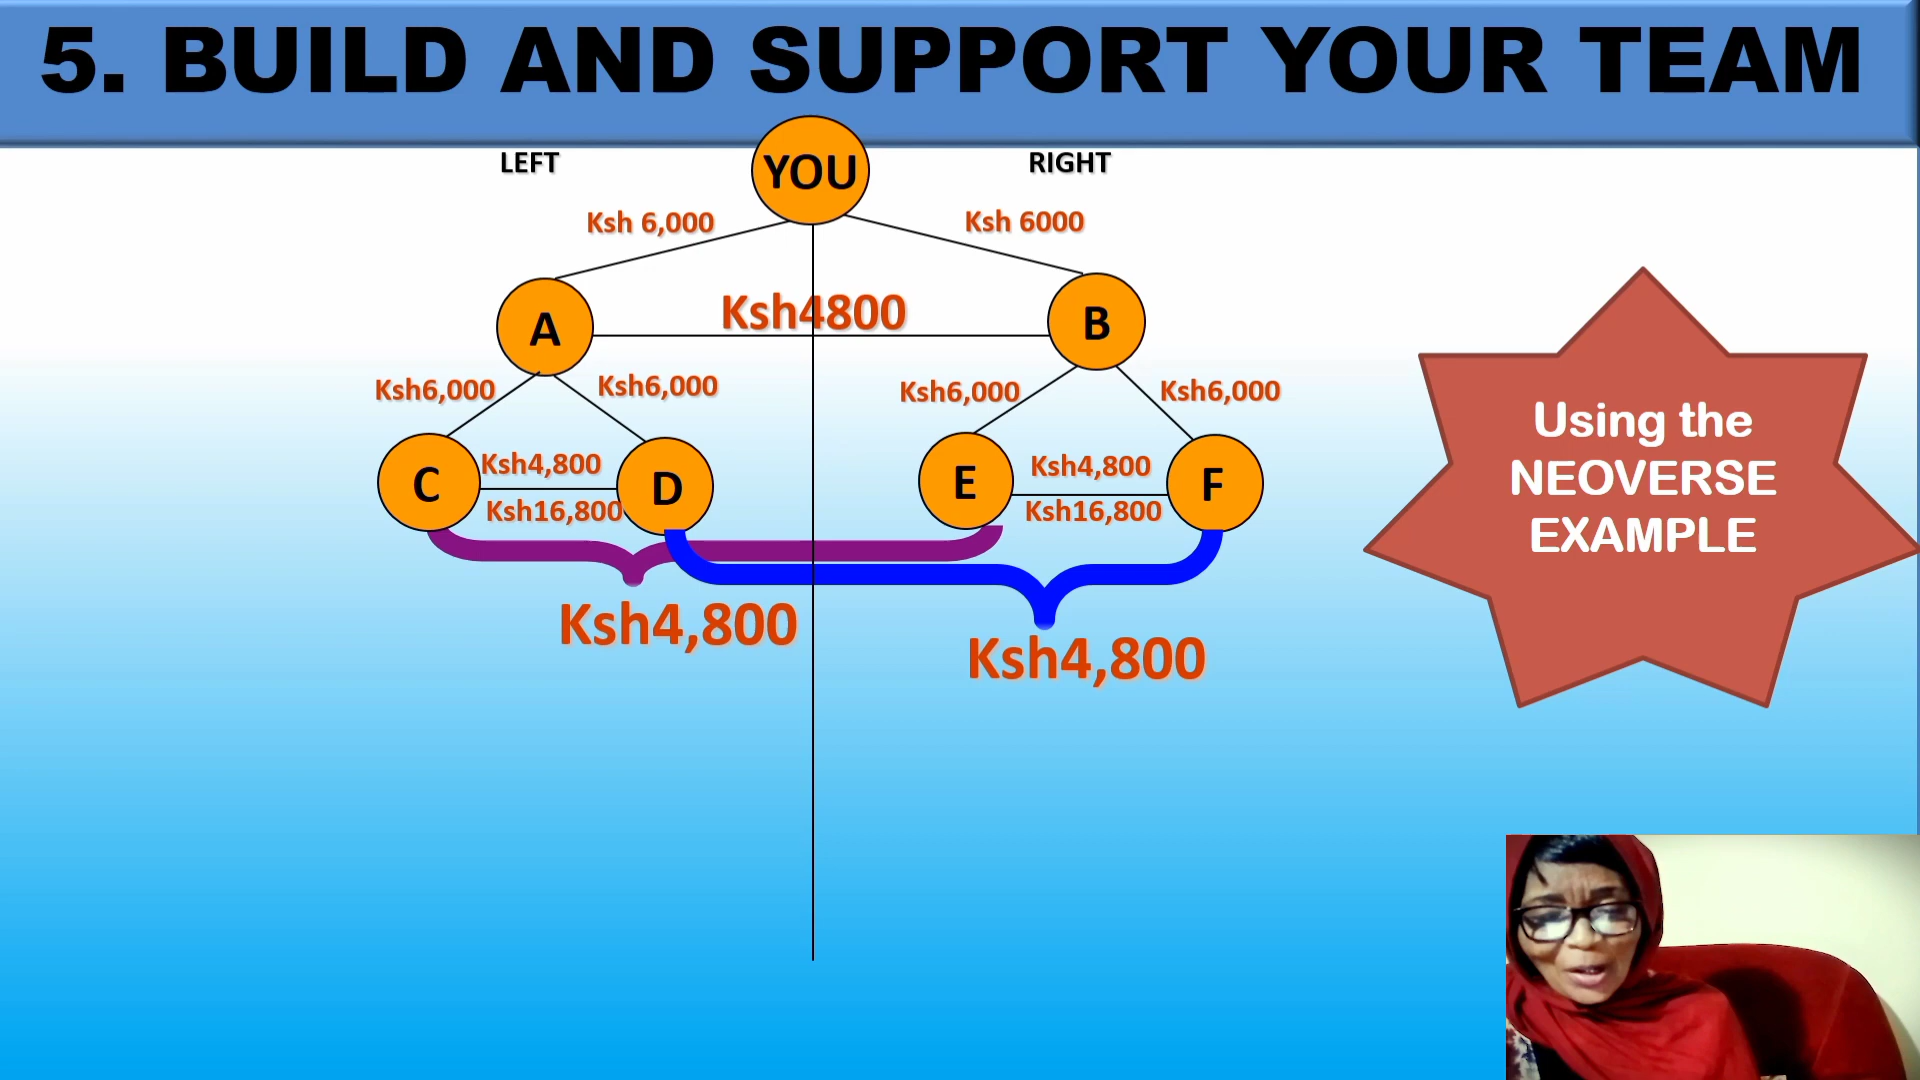 5. BUILD AND SUPPORT YOUR TEAM
LEFT
YOU
RIGHT
Ksh 6,000
Ksh 6000
A
Ksh4800
B
Ksh6,000
Ksh6,000
Ksh6,000
Ksh6,000
C
Ksh4,800
Ksh16,800
D
E
Ksh4,800
Ksh16,800
F
Ksh4,800
Ksh4,800
Using the
NEOVERSE
EXAMPLE